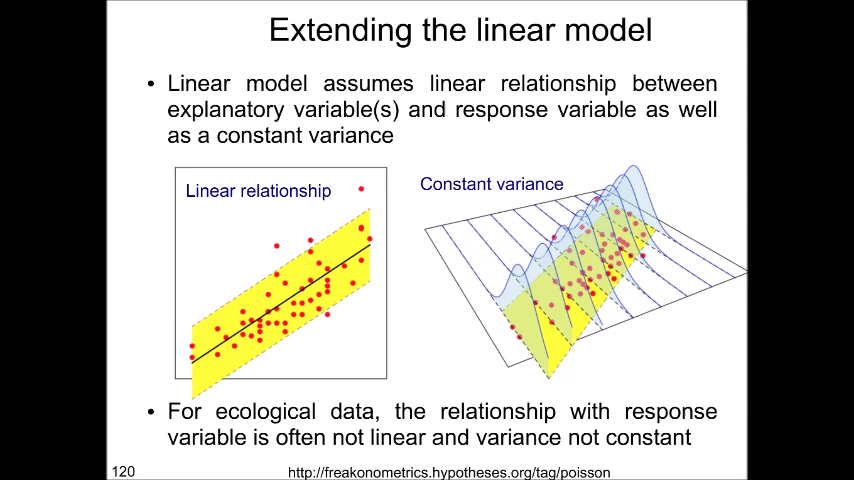 Extending the linear model
• Linear model assumes linear relationship between
explanatory variable(s) and response variable as well
as a constant variance
Linear relationship
Constant variance
• For ecological data, the relationship with response
variable is often not linear and variance not constant
120
http://freakonometrics.hypotheses.org/tag/poisson